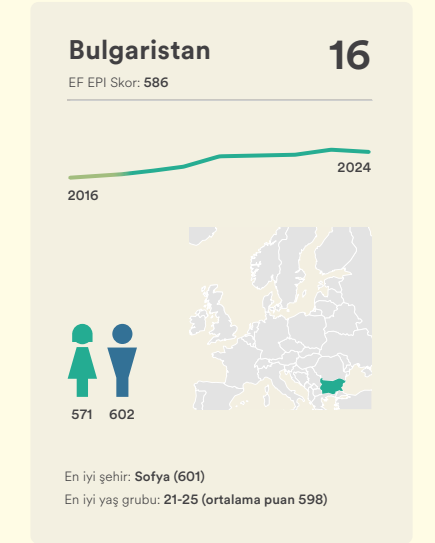 Bulgaristan 16
EF EPI Skor: 586
2024
2016
571 602
En iyi şehir: Sofya (601)
En iyi yaş grubu: 21-25 (ortalama puan 598)